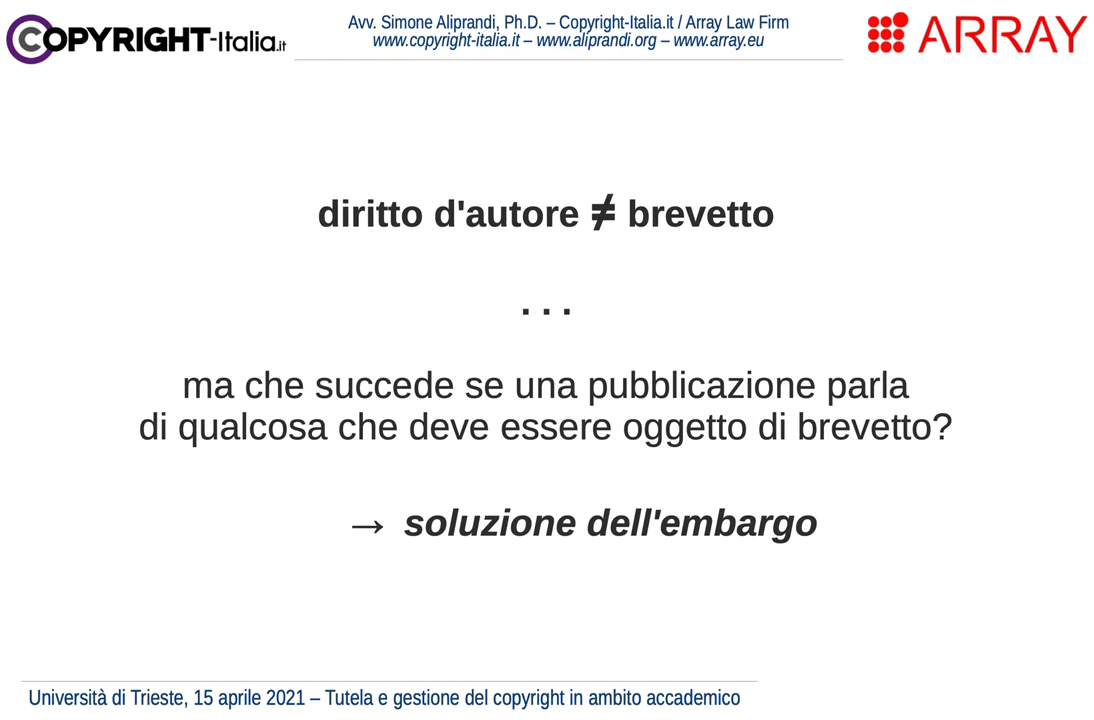 COPYRIGHT-Italia.it
Avv. Simone Aliprandi, Ph.D. – Copyright-Italia.it / Array Law Firm
www.copyright-italia.it – www.aliprandi.org – www.array.eu
ARRAY
diritto d'autore ≠ brevetto
. . .
ma che succede se una pubblicazione parla
di qualcosa che deve essere oggetto di brevetto?
→ soluzione dell'embargo
Università di Trieste, 15 aprile 2021 – Tutela e gestione del copyright in ambito accademico